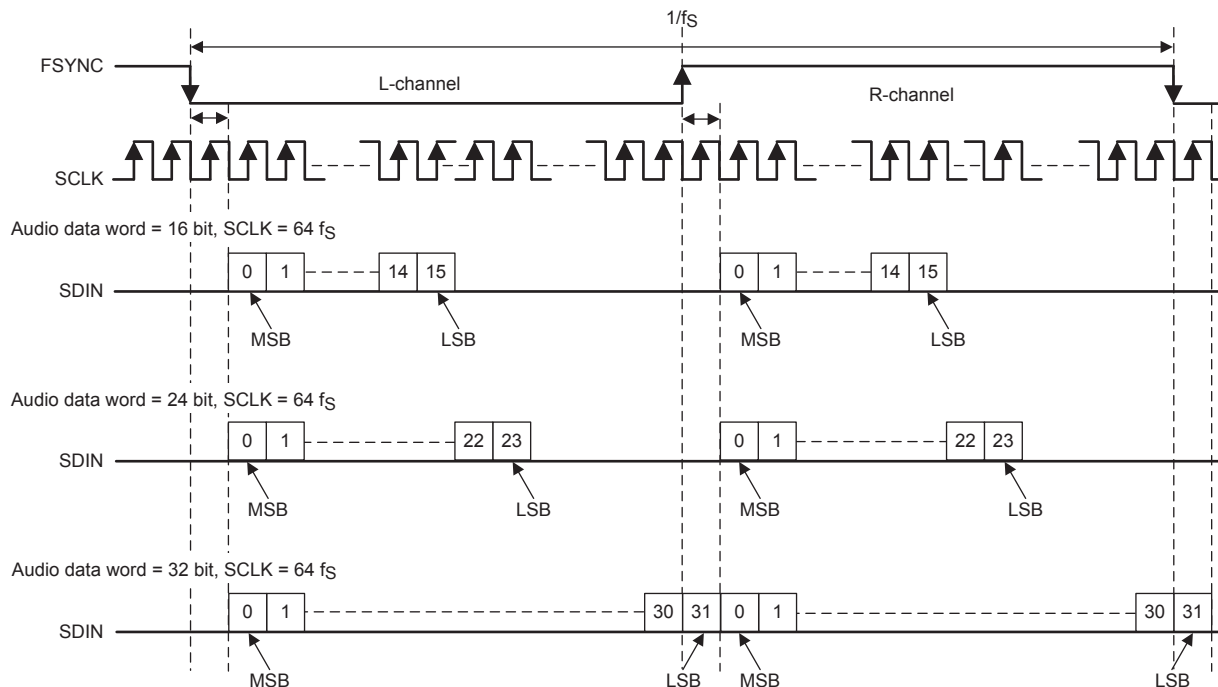 1/fS
FSYNC
L-channel
R-channel
SCLK
Audio data word = 16 bit, SCLK = 64 fS
0 1 14 15 0 1 14 15
SDIN
MSB LSB MSB LSB
Audio data word = 24 bit, SCLK = 64 fS
0 1 22 23 0 1 22 23
SDIN
MSB LSB MSB LSB
Audio data word = 32 bit, SCLK = 64 fS
0 1 30 31 0 1 30 31
SDIN
MSB LSB MSB LSB